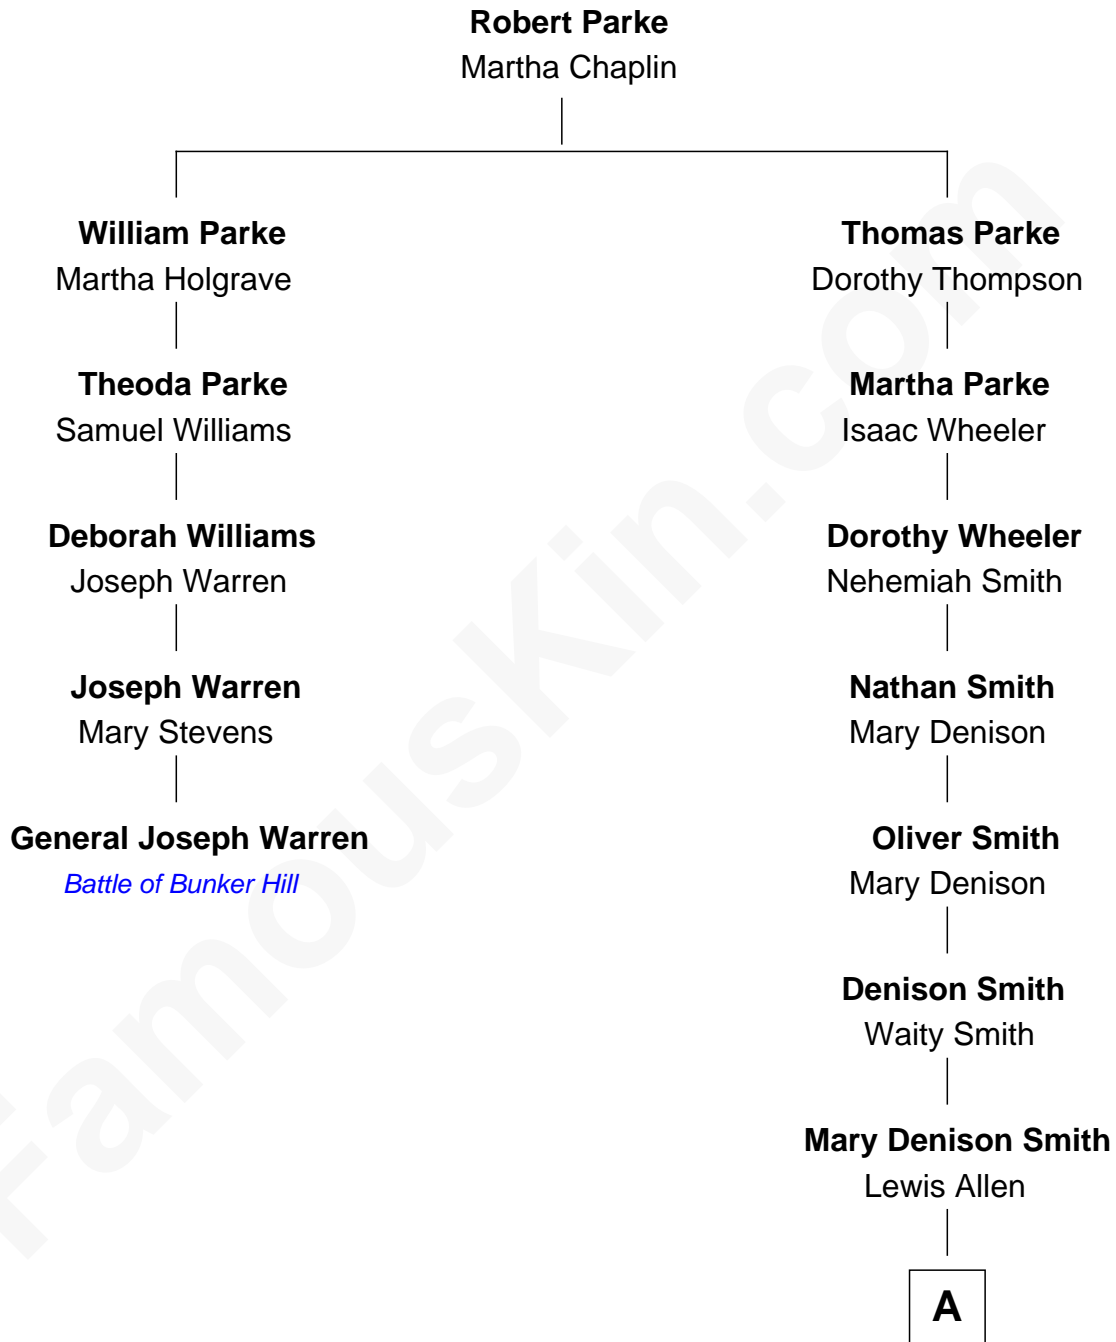 Robert Parke
Martha Chaplin
William Parke
Martha Holgrave
Theoda Parke
Samuel Williams
Deborah Williams
Joseph Warren
Joseph Warren
Mary Stevens
General Joseph Warren
Battle of Bunker Hill
Thomas Parke
Dorothy Thompson
Martha Parke
Isaac Wheeler
Dorothy Wheeler
Nehemiah Smith
Nathan Smith
Mary Denison
Oliver Smith
Mary Denison
Denison Smith
Waity Smith
Mary Denison Smith
Lewis Allen
A
FamousKin.com